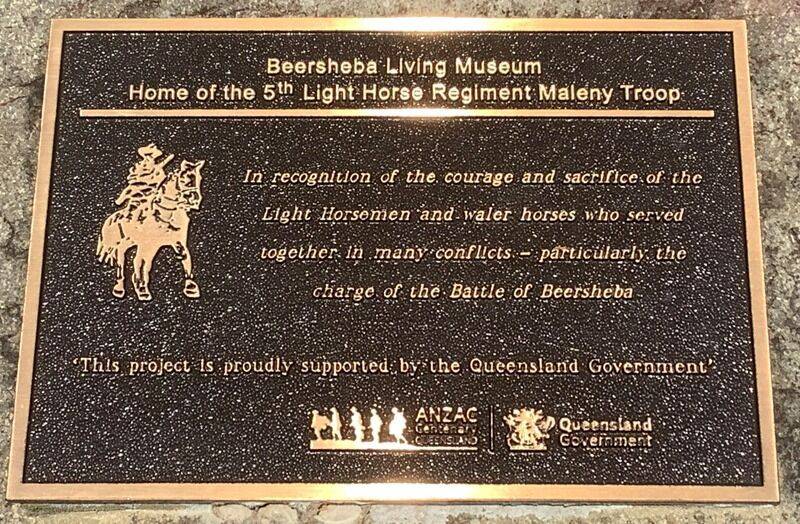 Beersheba Living Museum
Home of the 5th Light Horse Regiment Maleny Troop
In recognition of the courage and sacrifice of the
Light Horsemen and waler horses who served
together in many conflicts – particularly the
charge of the Battle of Beersheba
'This project is proudly supported by the Queensland Government'
ANZAC
Centenary
QUEENSLAND
Queensland
Government